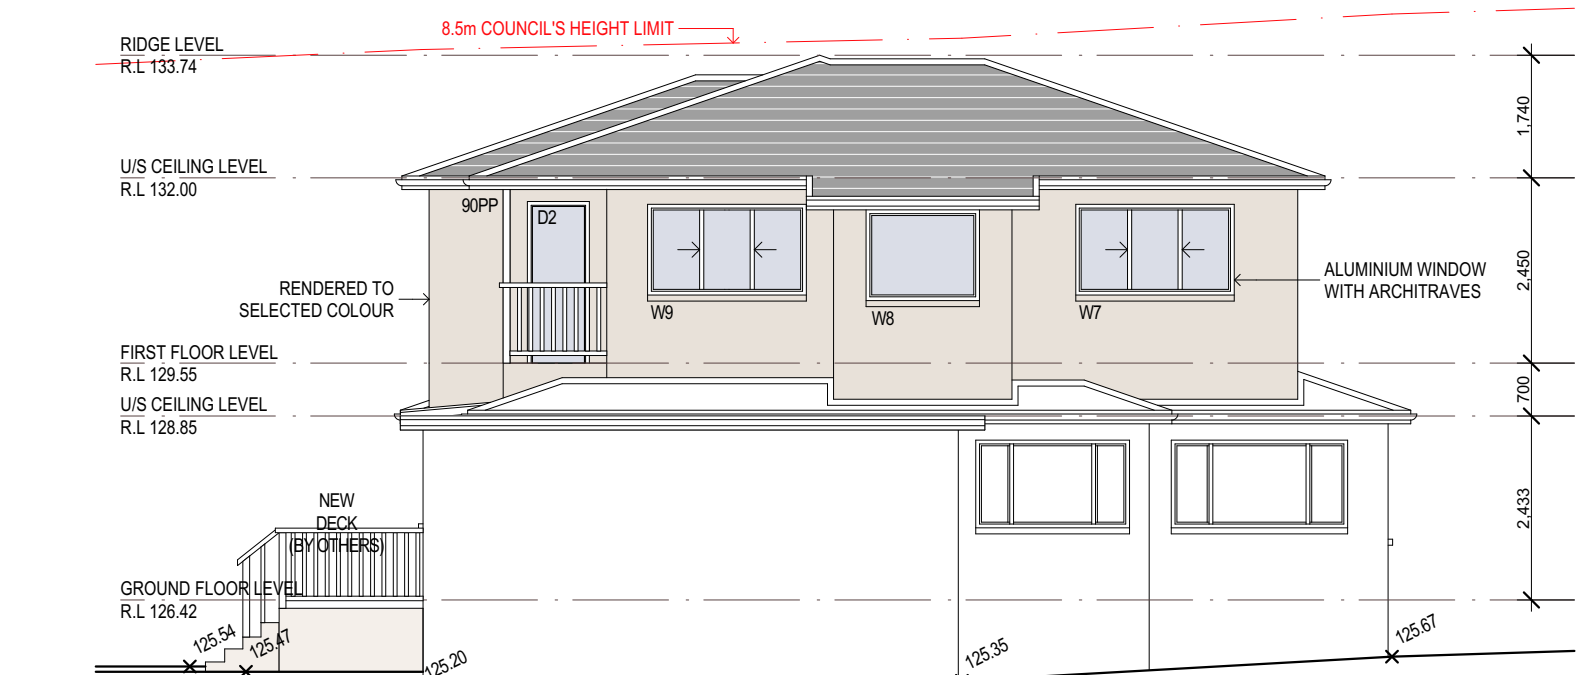 8.5m COUNCIL'S HEIGHT LIMIT
RIDGE LEVEL
R.L 133.74
1,740
U/S CEILING LEVEL
R.L 132.00
90PP
D2
2,450
ALUMINIUM WINDOW
WITH ARCHITRAVES
RENDERED TO
SELECTED COLOUR
W9
W8
W7
FIRST FLOOR LEVEL
R.L 129.55
700
U/S CEILING LEVEL
R.L 128.85
2,433
NEW
DECK
(BY OTHERS)
GROUND FLOOR LEVEL
R.L 126.42
125.54
125.47
125.20
125.35
125.67